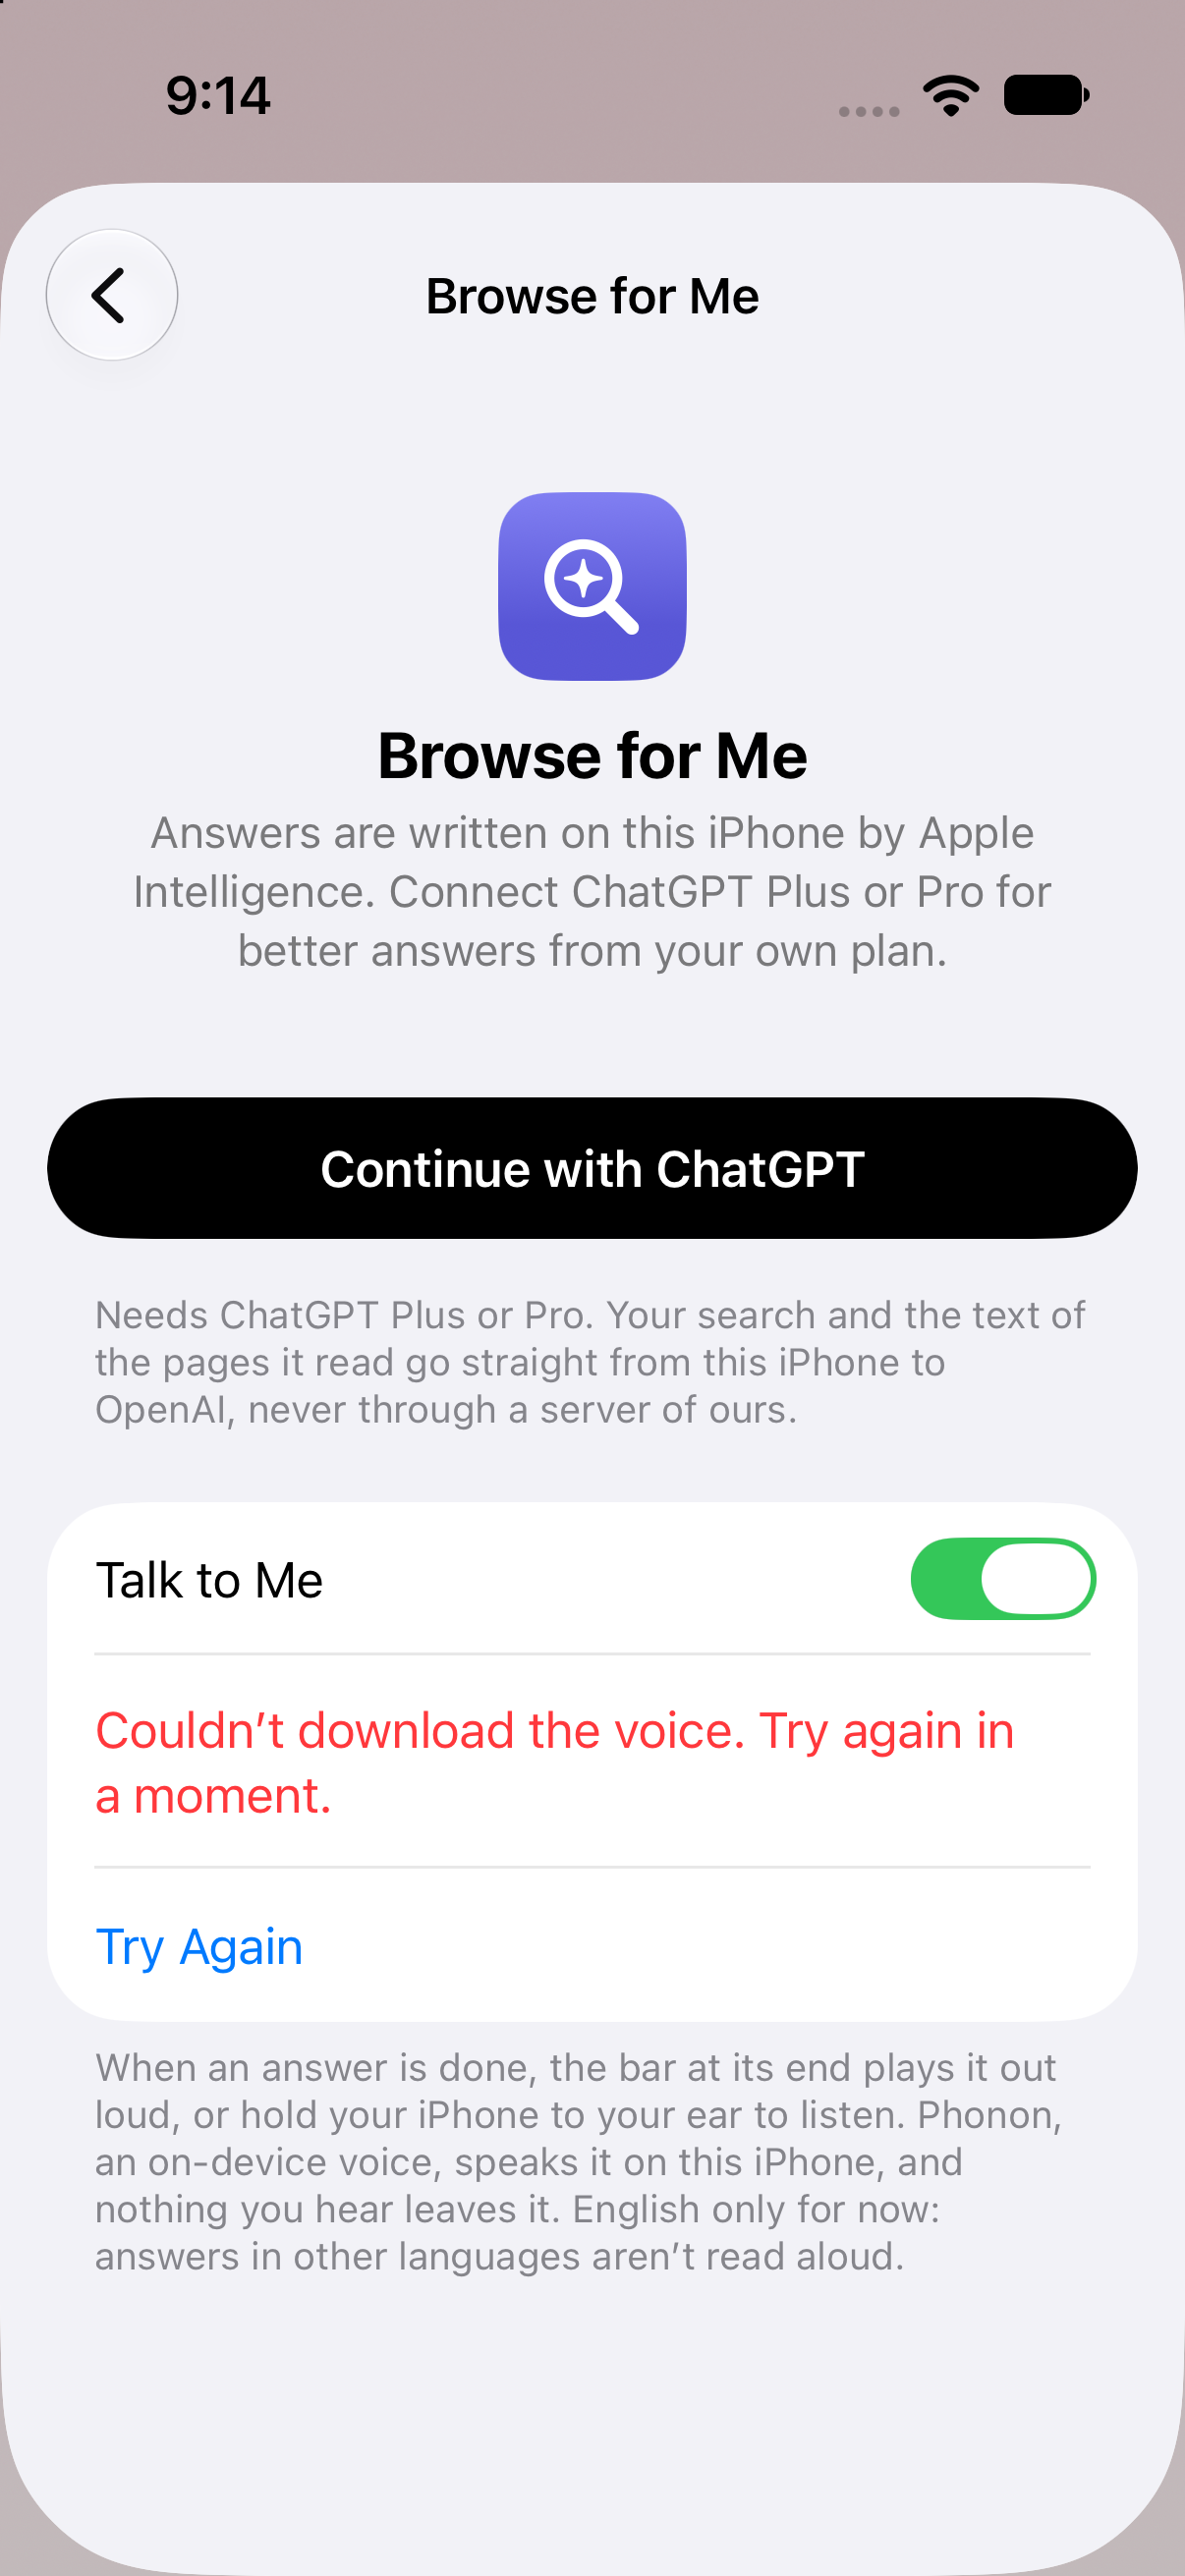 9:14
Browse for Me
Browse for Me
Answers are written on this iPhone by Apple
Intelligence. Connect ChatGPT Plus or Pro for
better answers from your own plan.
Continue with ChatGPT
Needs ChatGPT Plus or Pro. Your search and the text of
the pages it read go straight from this iPhone to
OpenAI, never through a server of ours.
Talk to Me
Couldn’t download the voice. Try again in
a moment.
Try Again
When an answer is done, the bar at its end plays it out
loud, or hold your iPhone to your ear to listen. Phonon,
an on-device voice, speaks it on this iPhone, and
nothing you hear leaves it. English only for now:
answers in other languages aren’t read aloud.